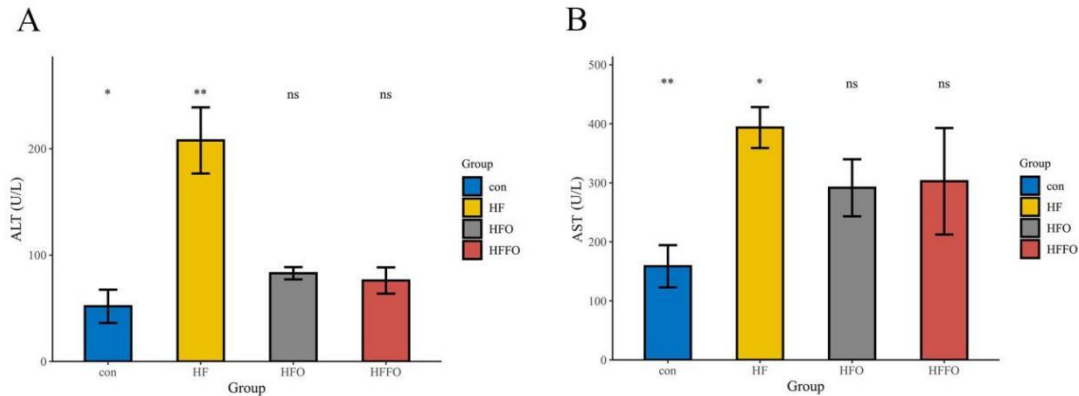 A
ALT (U/L)
200
100
0
*
**
ns
ns
con
HF
HFO
HFFO
Group
Group
con
HF
HFO
HFFO
B
AST (U/L)
500
400
300
200
100
0
**
*
ns
ns
con
HF
HFO
HFFO
Group
Group
con
HF
HFO
HFFO